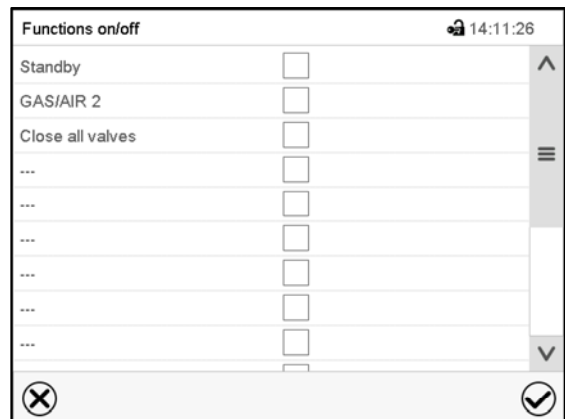 Functions on/off 14:11:26
Standby
GAS/AIR 2
Close all valves
---
---
---
---
---
---